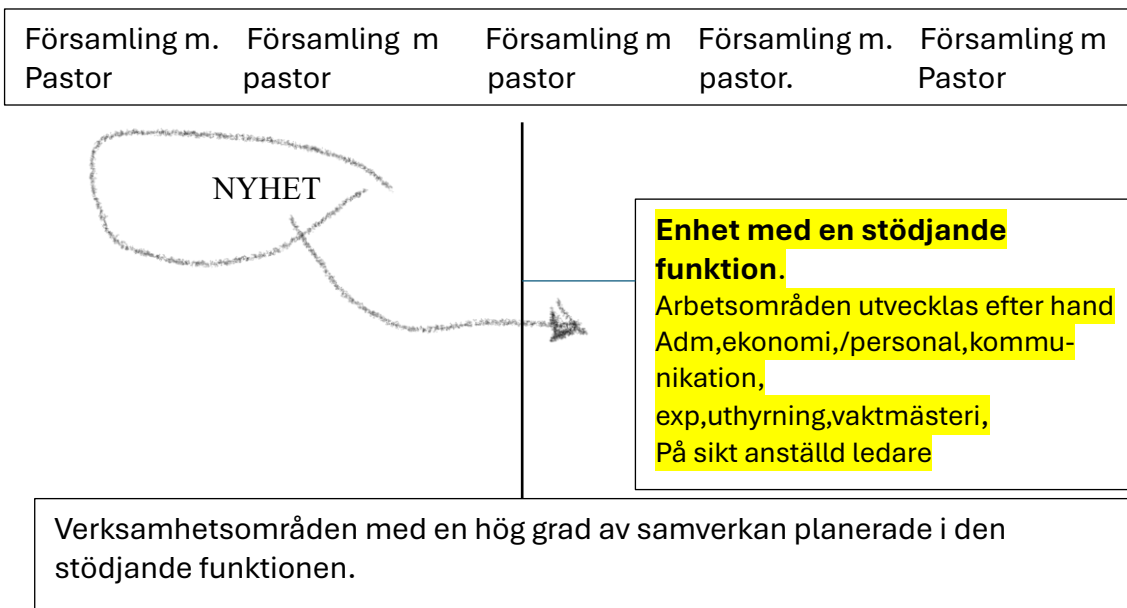 Församling m. Församling m Församling m Församling m. Församling m
Pastor pastor pastor pastor. Pastor
NYHET
Enhet med en stödjande
funktion.
Arbetsområden utvecklas efter hand
Adm,ekonomi,/personal,kommu-
nikation,
exp,uthyrning,vaktmästeri,
På sikt anställd ledare
Verksamhetsområden med en hög grad av samverkan planerade i den
stödjande funktionen.